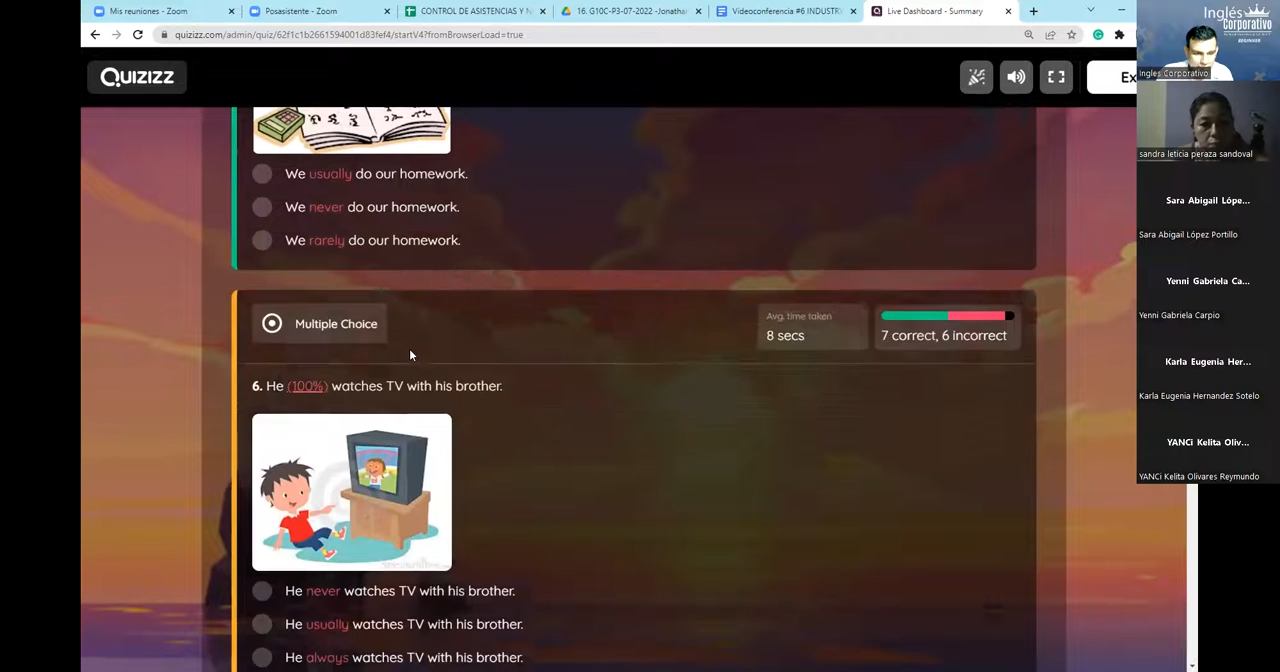 Mis reuniones - Zoom
Posasistente - Zoom
CONTROL DE ASISTENCIAS Y N
16. G10C-P3-07-2022 -Jonathan
Videoconferencia #6 INDUSTRI
Live Dashboard - Summary
quizizz.com/admin/quiz/62f1c1b2661594001d83fef4/startV4?fromBrowserLoad=true
Quizizz
Ex
Inglés
Corporativo
BEGINNER
Ingles Corporativo
sandra leticia peraza sandoval
Sara Abigail Lópe...
Sara Abigail López Portillo
Yenni Gabriela Ca...
Yenni Gabriela Carpio
Karla Eugenia Her...
Karla Eugenia Hernandez Sotelo
YANCi Kelita Oliv...
YANCi Kelita Olivares Reymundo
We usually do our homework.
We never do our homework.
We rarely do our homework.
Multiple Choice
Avg. time taken
8 secs
7 correct, 6 incorrect
6. He (100%) watches TV with his brother.
He never watches TV with his brother.
He usually watches TV with his brother.
He always watches TV with his brother.